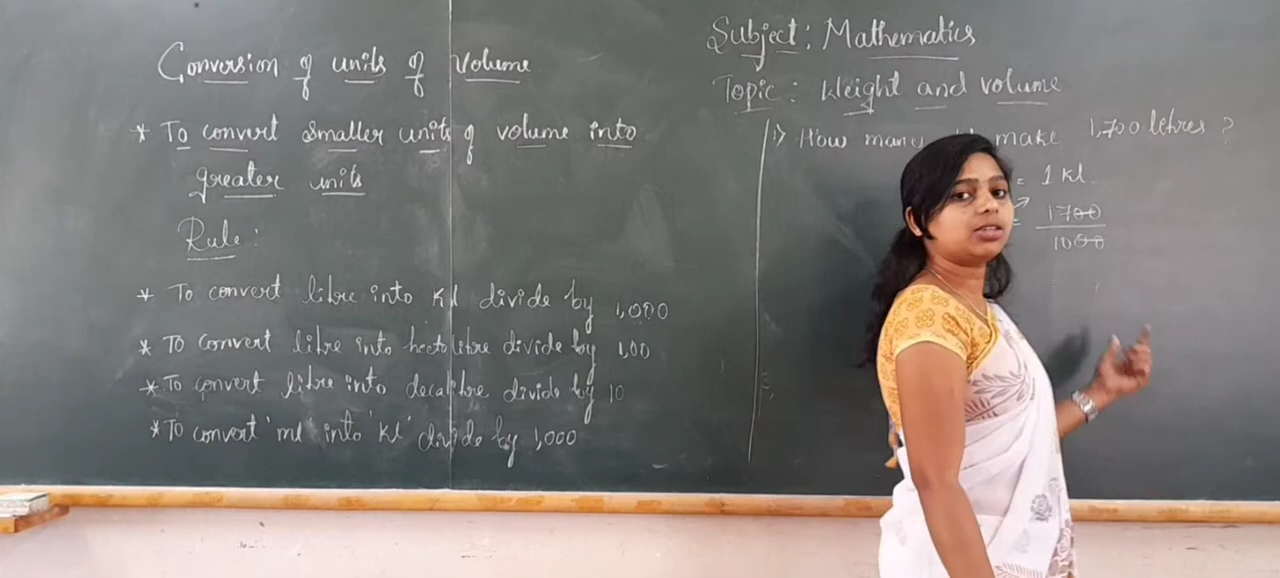 Conversion of units of volume
* To convert smaller units of volume into
greater units
Rule:
* To convert litre into Kl divide by 1,000
* To convert litre into hectolitre divide by 100
* To convert litre into decalitre divide by 10
* To convert 'ml into 'Kl' divide by 1,000
Subject: Mathematics
Topic: Weight and volume
1) How many make 1,700 litres ?
= 1 Kl
= 1700
1000